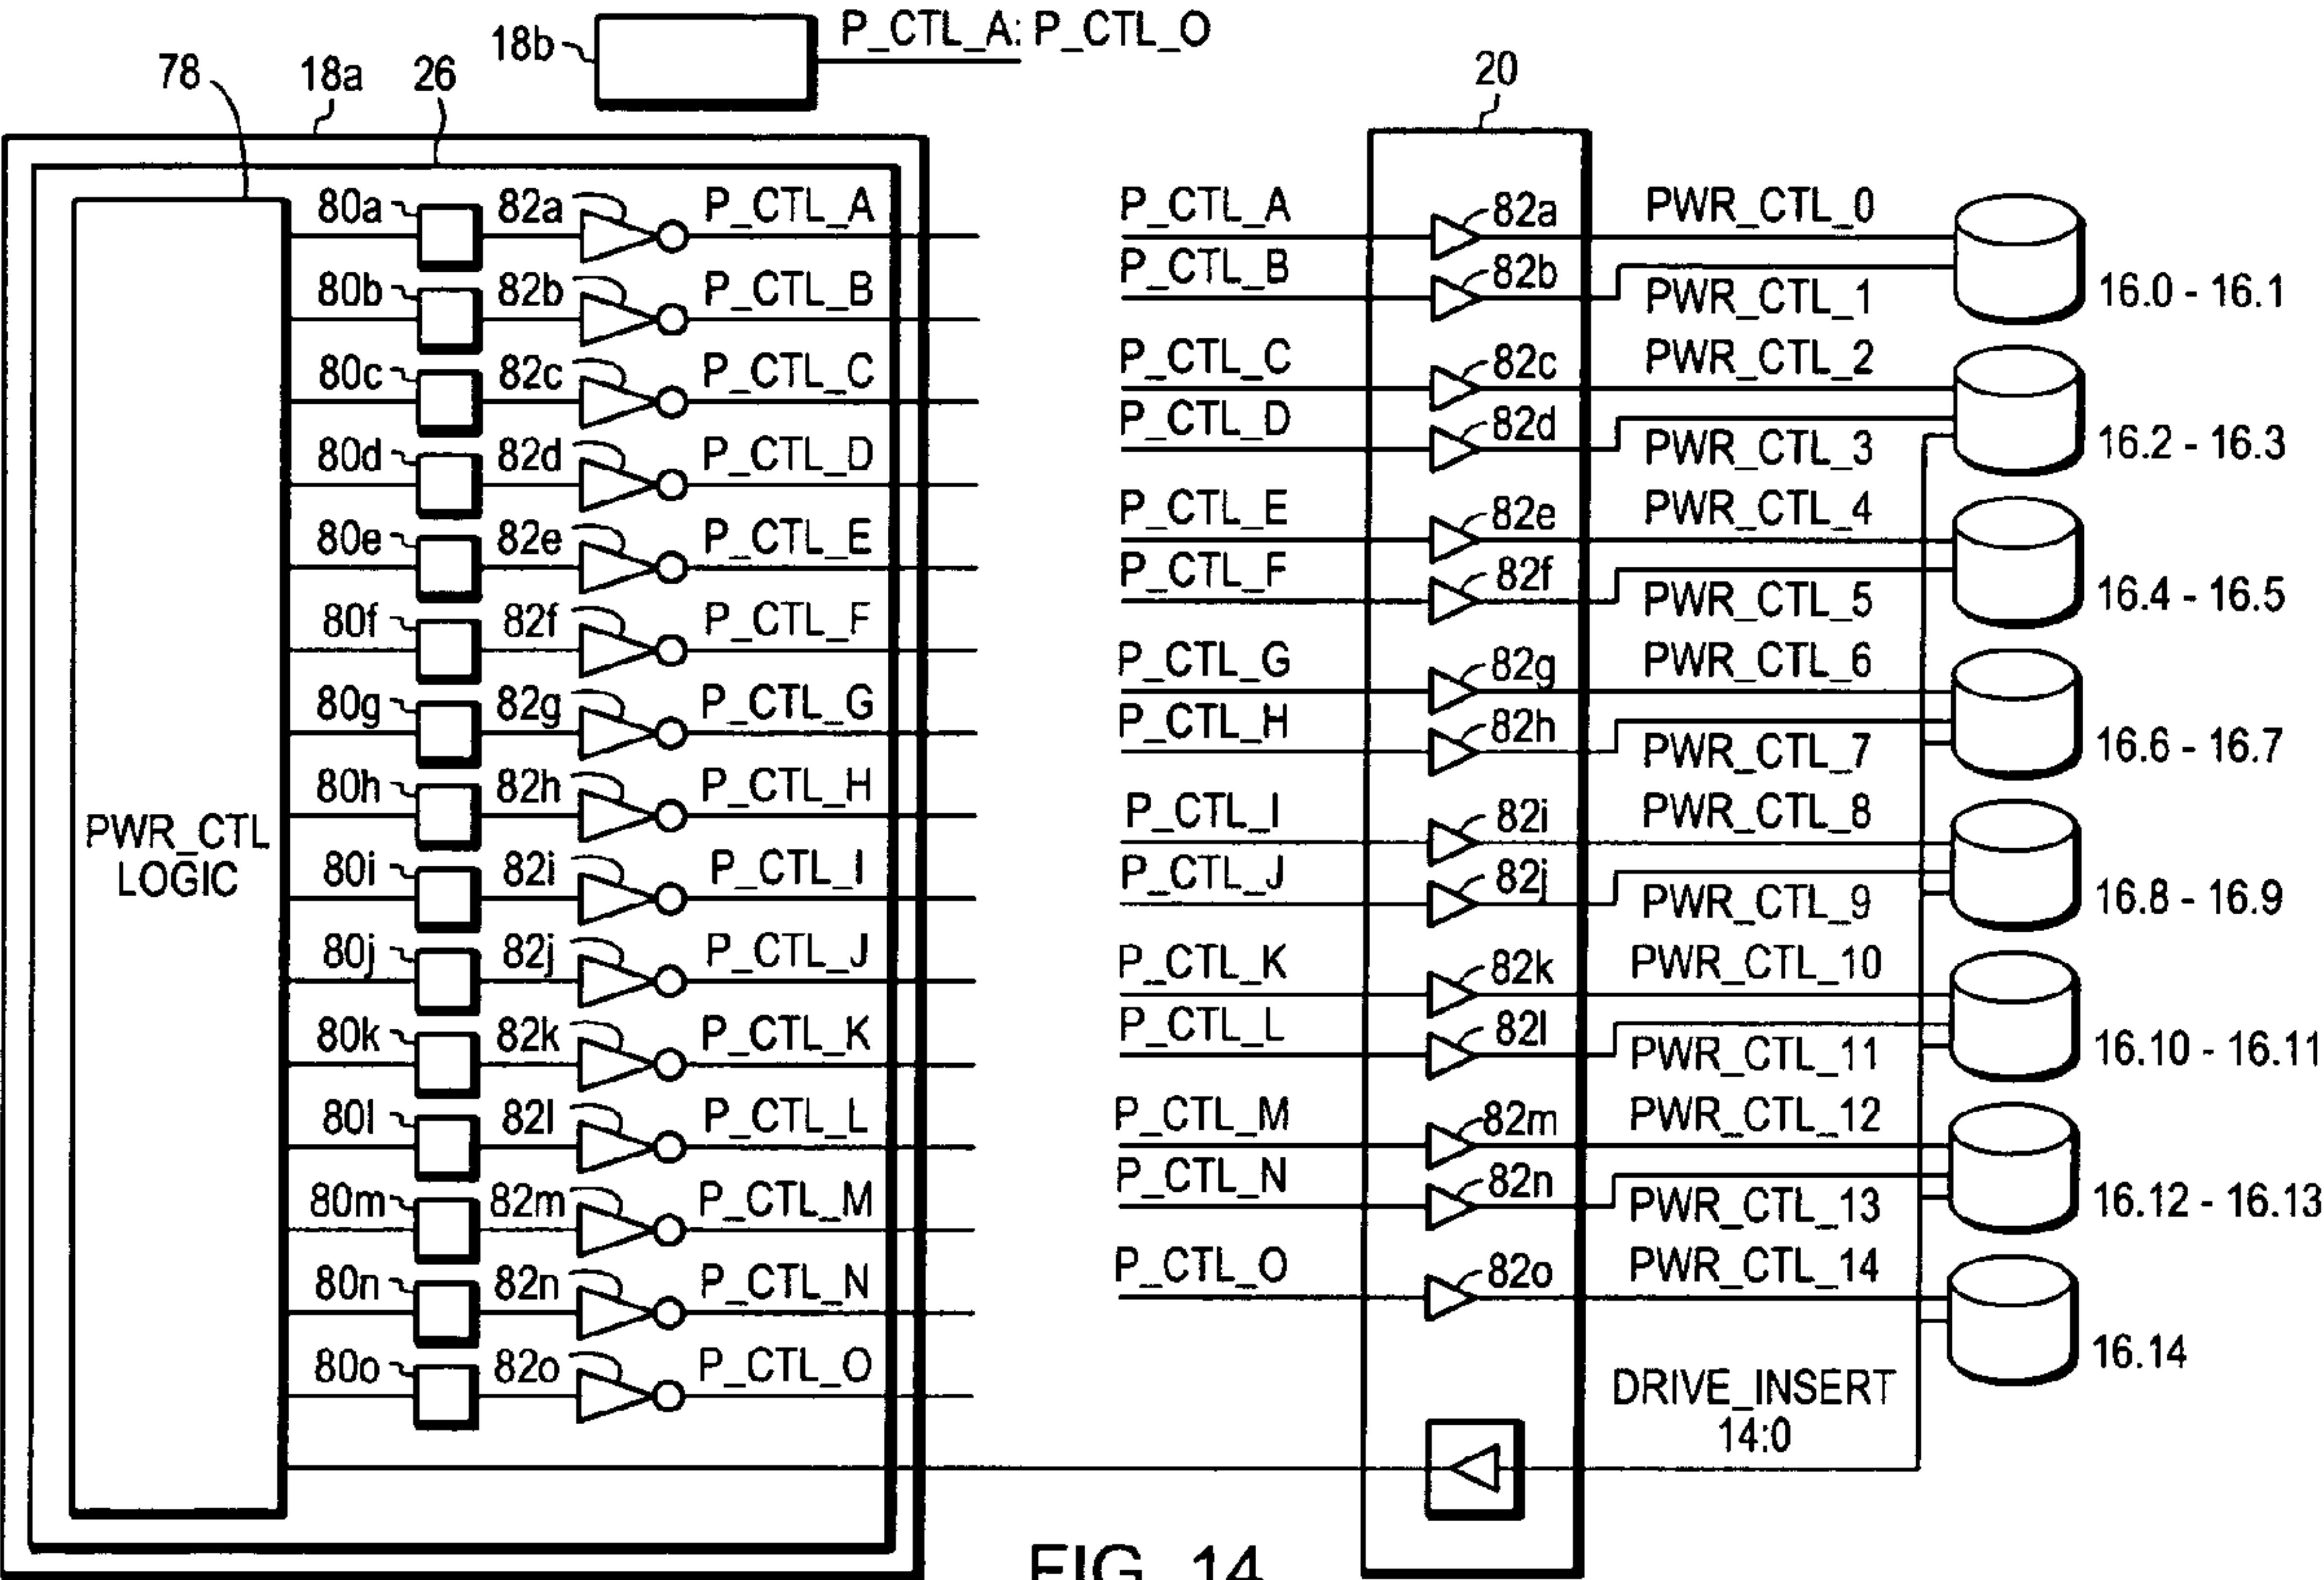 18b
P_CTL_A: P_CTL_O
78
18a
26
20
80a 82a P_CTL_A
80b 82b P_CTL_B
80c 82c P_CTL_C
80d 82d P_CTL_D
80e 82e P_CTL_E
80f 82f P_CTL_F
80g 82g P_CTL_G
80h 82h P_CTL_H
PWR_CTL
LOGIC
80i 82i P_CTL_I
80j 82j P_CTL_J
80k 82k P_CTL_K
80l 82l P_CTL_L
80m 82m P_CTL_M
80n 82n P_CTL_N
80o 82o P_CTL_O
P_CTL_A 82a PWR_CTL_0
P_CTL_B 82b PWR_CTL_1
16.0 - 16.1
P_CTL_C 82c PWR_CTL_2
P_CTL_D 82d PWR_CTL_3
16.2 - 16.3
P_CTL_E 82e PWR_CTL_4
P_CTL_F 82f PWR_CTL_5
16.4 - 16.5
P_CTL_G 82g PWR_CTL_6
P_CTL_H 82h PWR_CTL_7
16.6 - 16.7
P_CTL_I 82i PWR_CTL_8
P_CTL_J 82j PWR_CTL_9
16.8 - 16.9
P_CTL_K 82k PWR_CTL_10
P_CTL_L 82l PWR_CTL_11
16.10 - 16.11
P_CTL_M 82m PWR_CTL_12
P_CTL_N 82n PWR_CTL_13
16.12 - 16.13
P_CTL_O 82o PWR_CTL_14
16.14
DRIVE_INSERT
14:0
FIG. 14